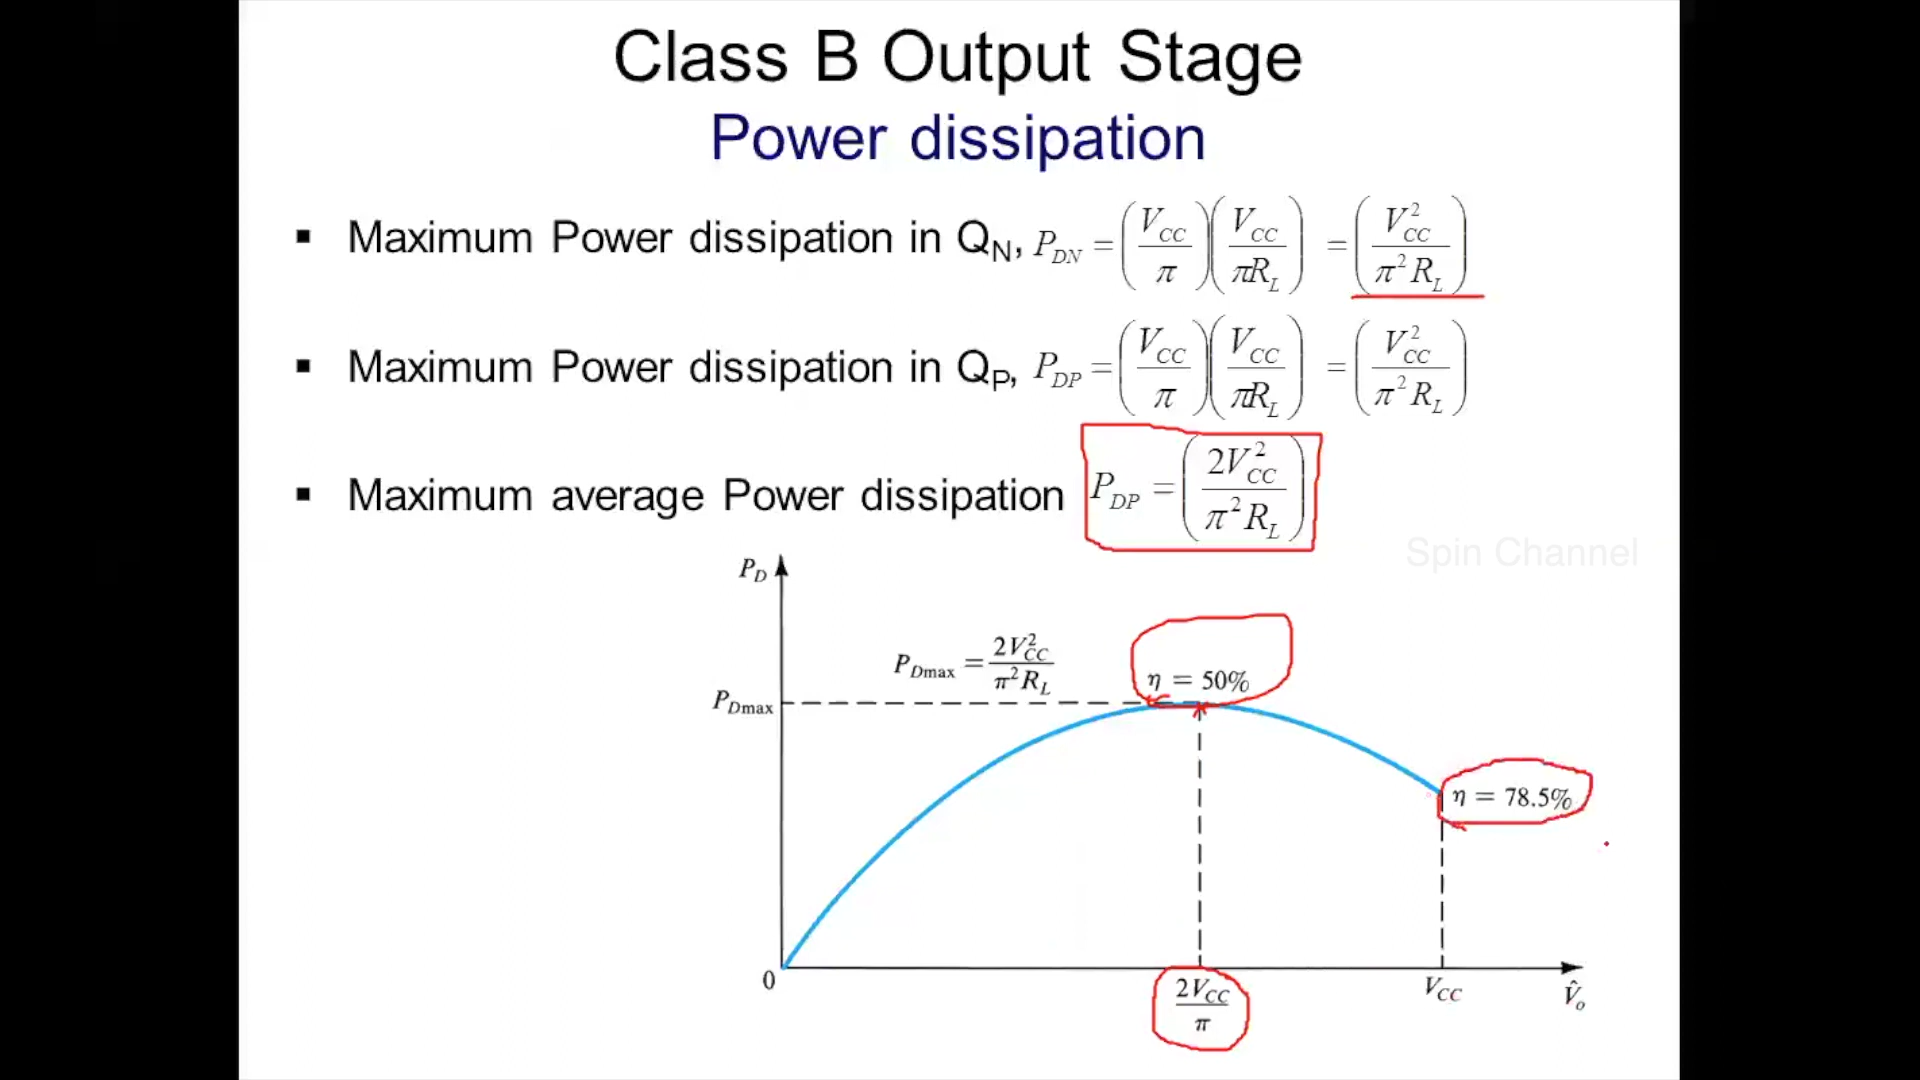 Class B Output Stage
Power dissipation
▪ Maximum Power dissipation in Q_N, P_DN = (V_CC/π)(V_CC/πR_L) = (V_CC²/π²R_L)
▪ Maximum Power dissipation in Q_P, P_DP = (V_CC/π)(V_CC/πR_L) = (V_CC²/π²R_L)
▪ Maximum average Power dissipation P_DP = (2V_CC²/π²R_L)
Spin Channel
P_D
P_Dmax = 2V_CC²/π²R_L
η = 50%
P_Dmax
η = 78.5%
0
2V_CC/π
V_CC
V̂_o